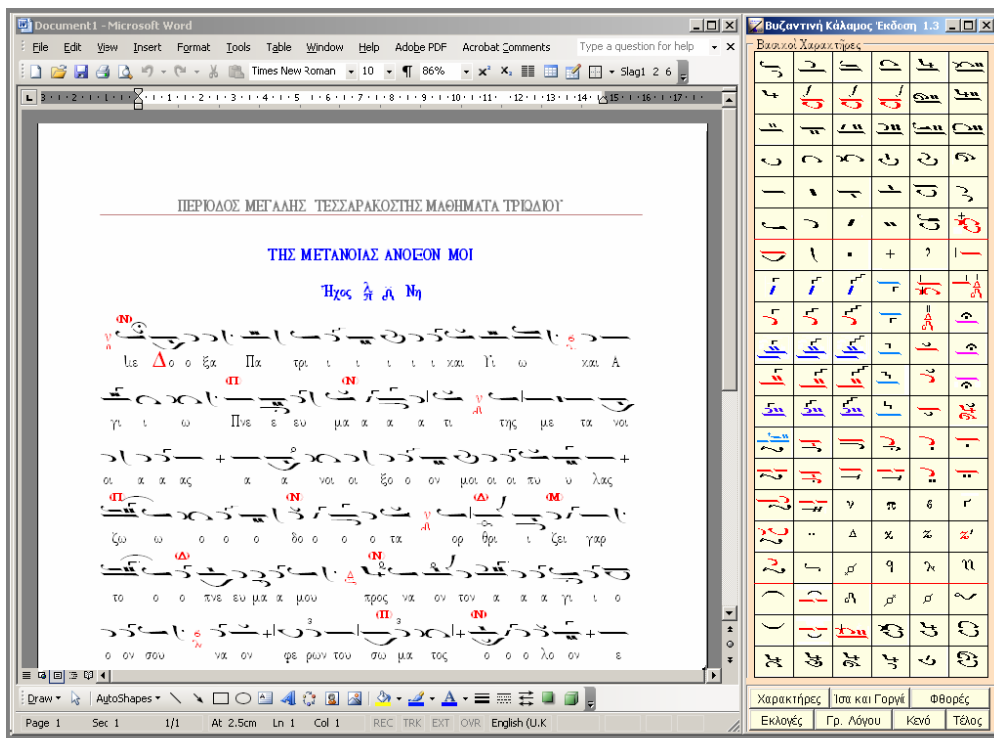 Document1 - Microsoft Word
File Edit View Insert Format Tools Table Window Help Adobe PDF Acrobat Comments Type a question for help
Times New Roman 10 86% Slag1 2 6
ΠΕΡΙΟΔΟΣ ΜΕΓΑΛΗΣ ΤΕΣΣΑΡΑΚΟΣΤΗΣ ΜΑΘΗΜΑΤΑ ΤΡΙΩΔΙΟΥ
ΤΗΣ ΜΕΤΑΝΟΙΑΣ ΑΝΟΙΞΟΝ ΜΟΙ
Ήχος λ π Νη
(Ν)
Δο ο ξα Πα τρι ι ι ι ι ι και Υι ω και Α
(Π) (Ν)
γι ι ω Πνε ε ευ μα α α α τι της με τα νοι
οι α α ας α α νοι οι ξο ο ον μοι οι οι πυ υ λας
(Π) (Ν) (Δ) (Μ)
ζω ω ο ο ο δο ο ο ο τα ορ θρι ι ζει γαρ
(Δ) (Ν)
το ο ο πνε ευ μα α μου προς να ον τον α α α γι ι ο
(Π) (Ν)
ο ον σου να ον φε ρων του σω μα τος ο ο ο λο ον ε
Draw AutoShapes
Page 1 Sec 1 1/1 At 2.5cm Ln 1 Col 1 REC TRK EXT OVR English (U.K
Βυζαντινή Κάλαμος Έκδοση 1.3
Βασικοί Χαρακτήρες
Χαρακτήρες Ισα και Γοργά Φθορές
Εκλογές Γρ. Λόγου Κενό Τέλος